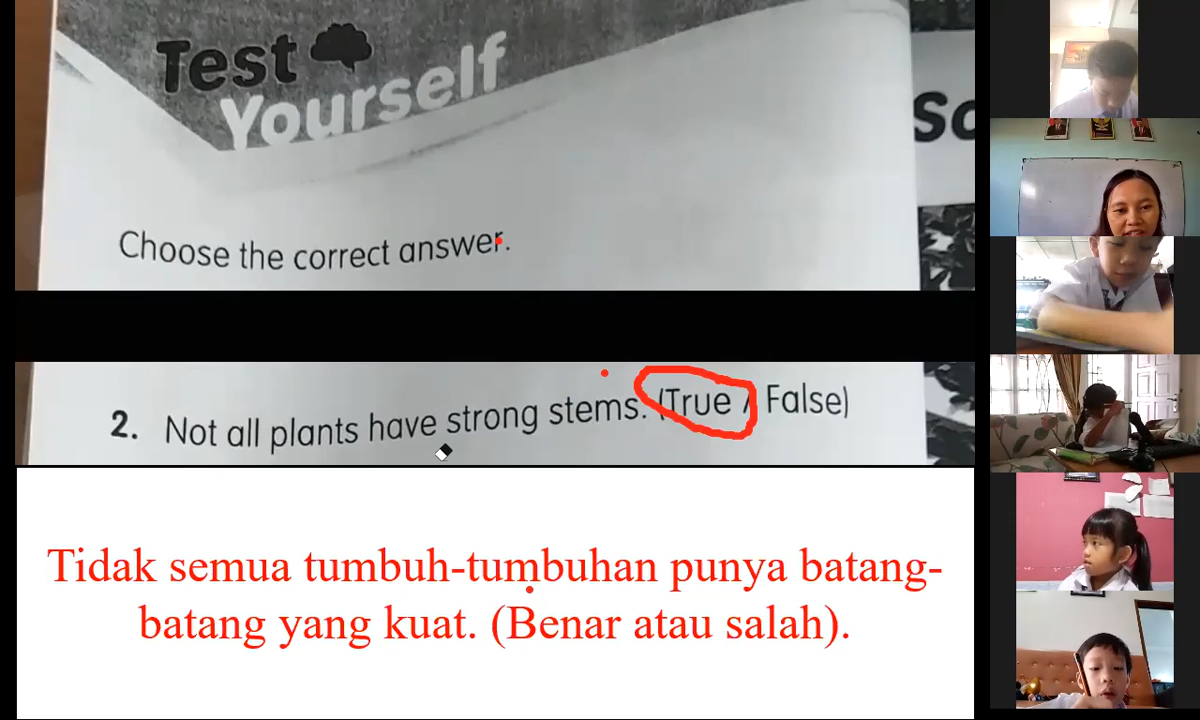 Test
Yourself
Choose the correct answer.
2. Not all plants have strong stems. (True / False)
Tidak semua tumbuh-tumbuhan punya batang-
batang yang kuat. (Benar atau salah).